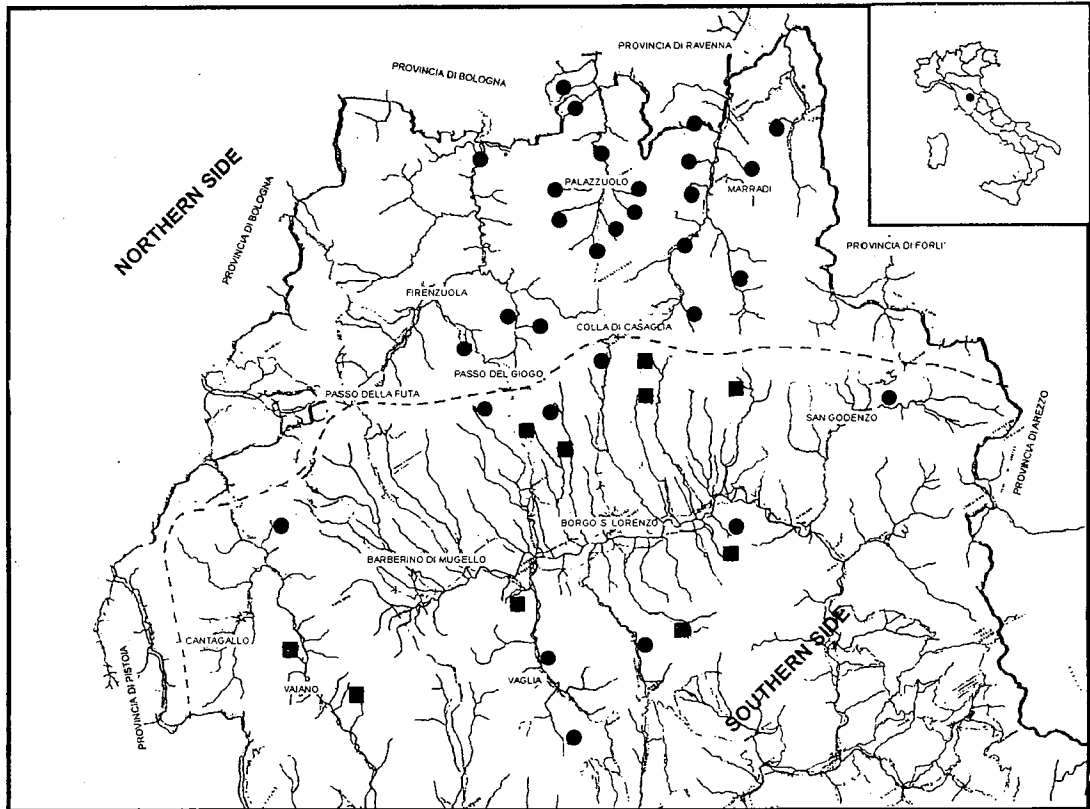 PROVINCIA DI RAVENNA
PROVINCIA DI BOLOGNA
NORTHERN SIDE
PROVINCIA DI BOLOGNA
PALAZZUOLO
MARRADI
PROVINCIA DI FORLI'
FIRENZUOLA
COLLA DI CASAGLIA
PASSO DEL GIOGO
PASSO DELLA FUTA
SAN GODENZO
PROVINCIA DI AREZZO
BORGO S. LORENZO
BARBERINO DI MUGELLO
CANTAGALLO
PROVINCIA DI PISTOIA
VAIANO
VAGLIA
SOUTHERN SIDE